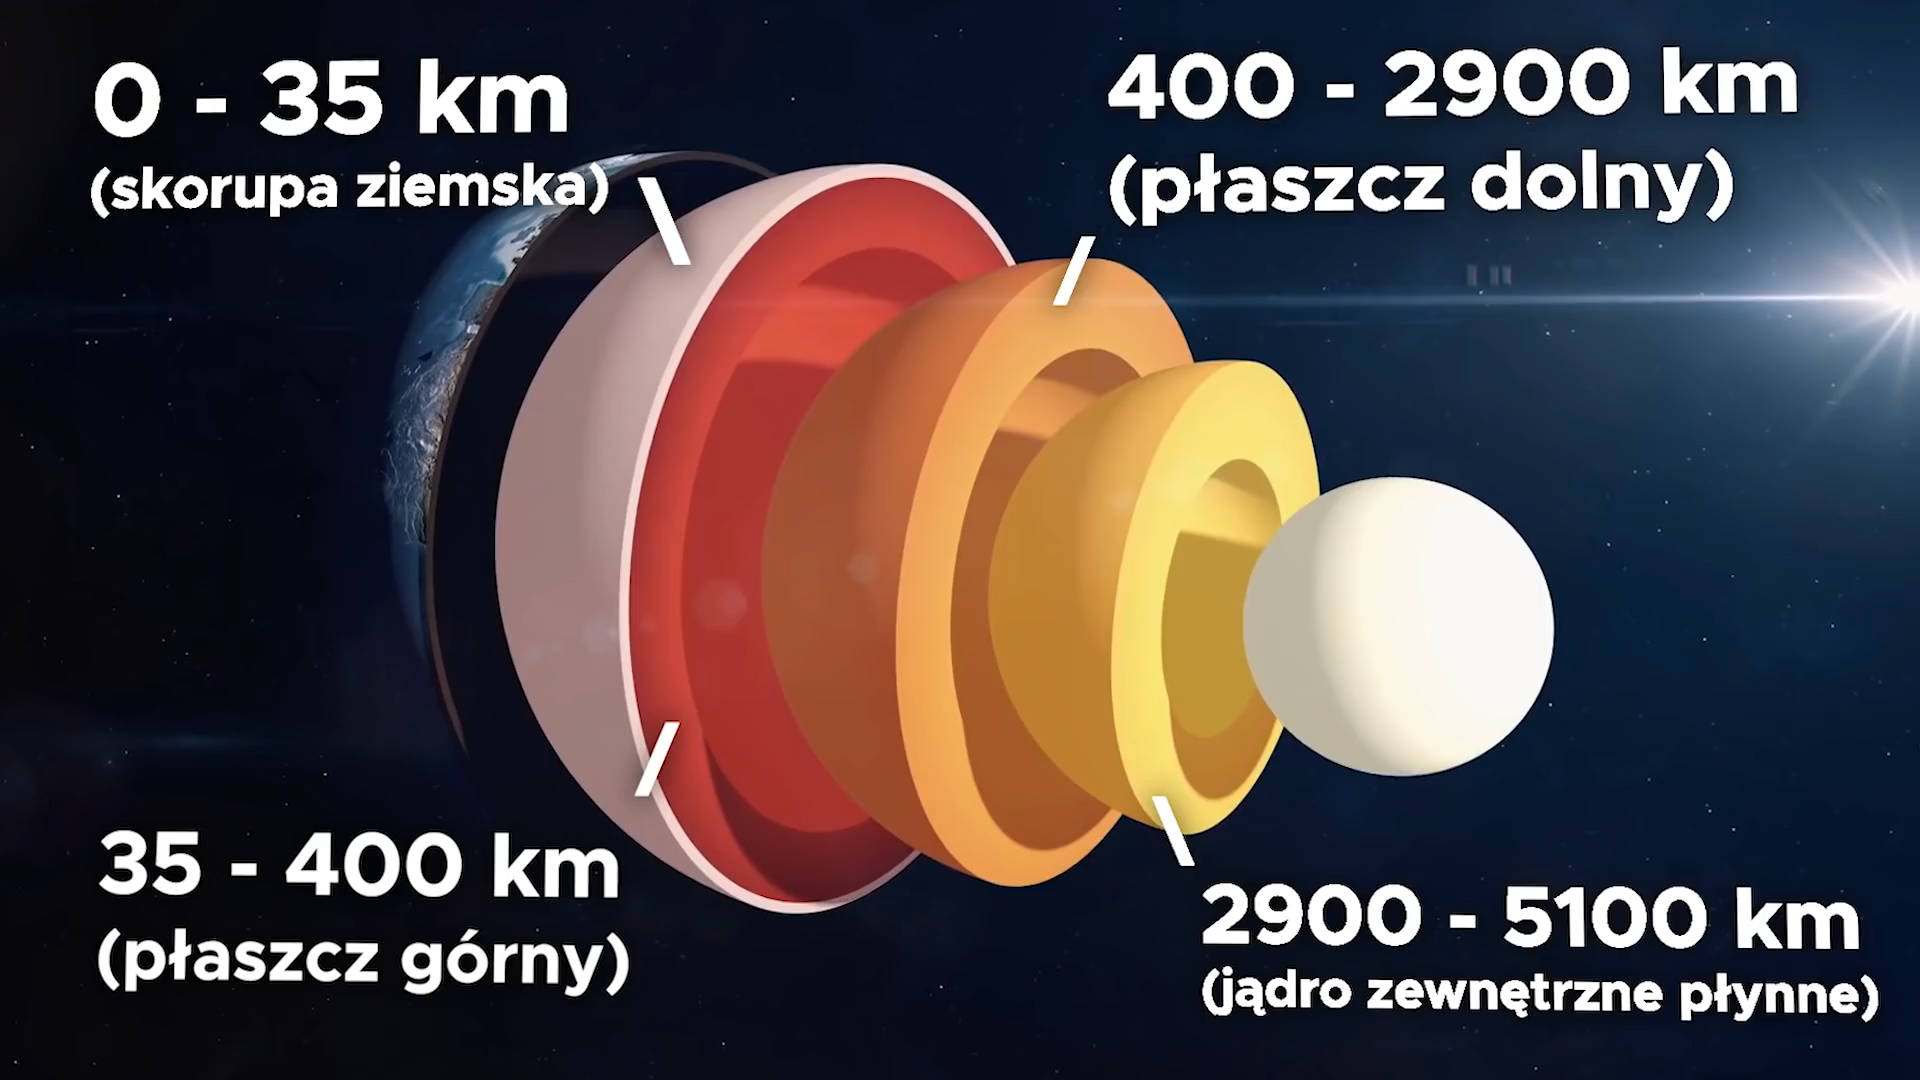 0 - 35 km
(skorupa ziemska)
400 - 2900 km
(płaszcz dolny)
35 - 400 km
(płaszcz górny)
2900 - 5100 km
(jądro zewnętrzne płynne)